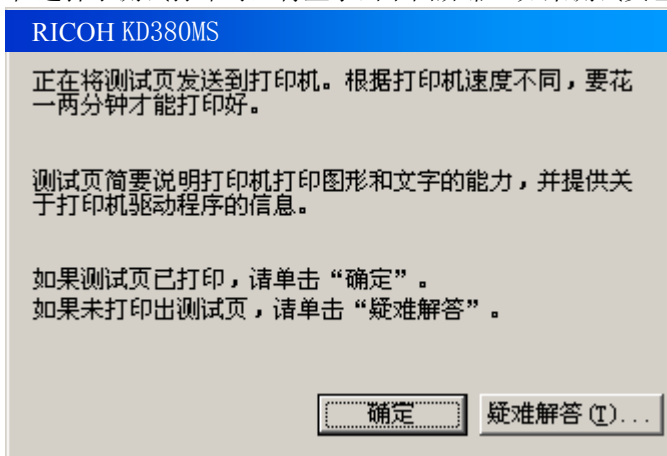 RICOH KD380MS
正在将测试页发送到打印机。根据打印机速度不同，要花
一两分钟才能打印好。
测试页简要说明打印机打印图形和文字的能力，并提供关
于打印机驱动程序的信息。
如果测试页已打印，请单击“确定”。
如果未打印出测试页，请单击“疑难解答”。
确定
疑难解答(T)...